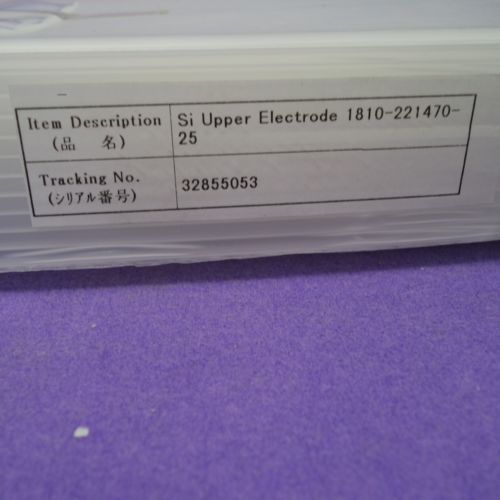 Item Description
(品 名)
Si Upper Electrode 1810-221470-
25
Tracking No.
(シリアル番号)
32855053